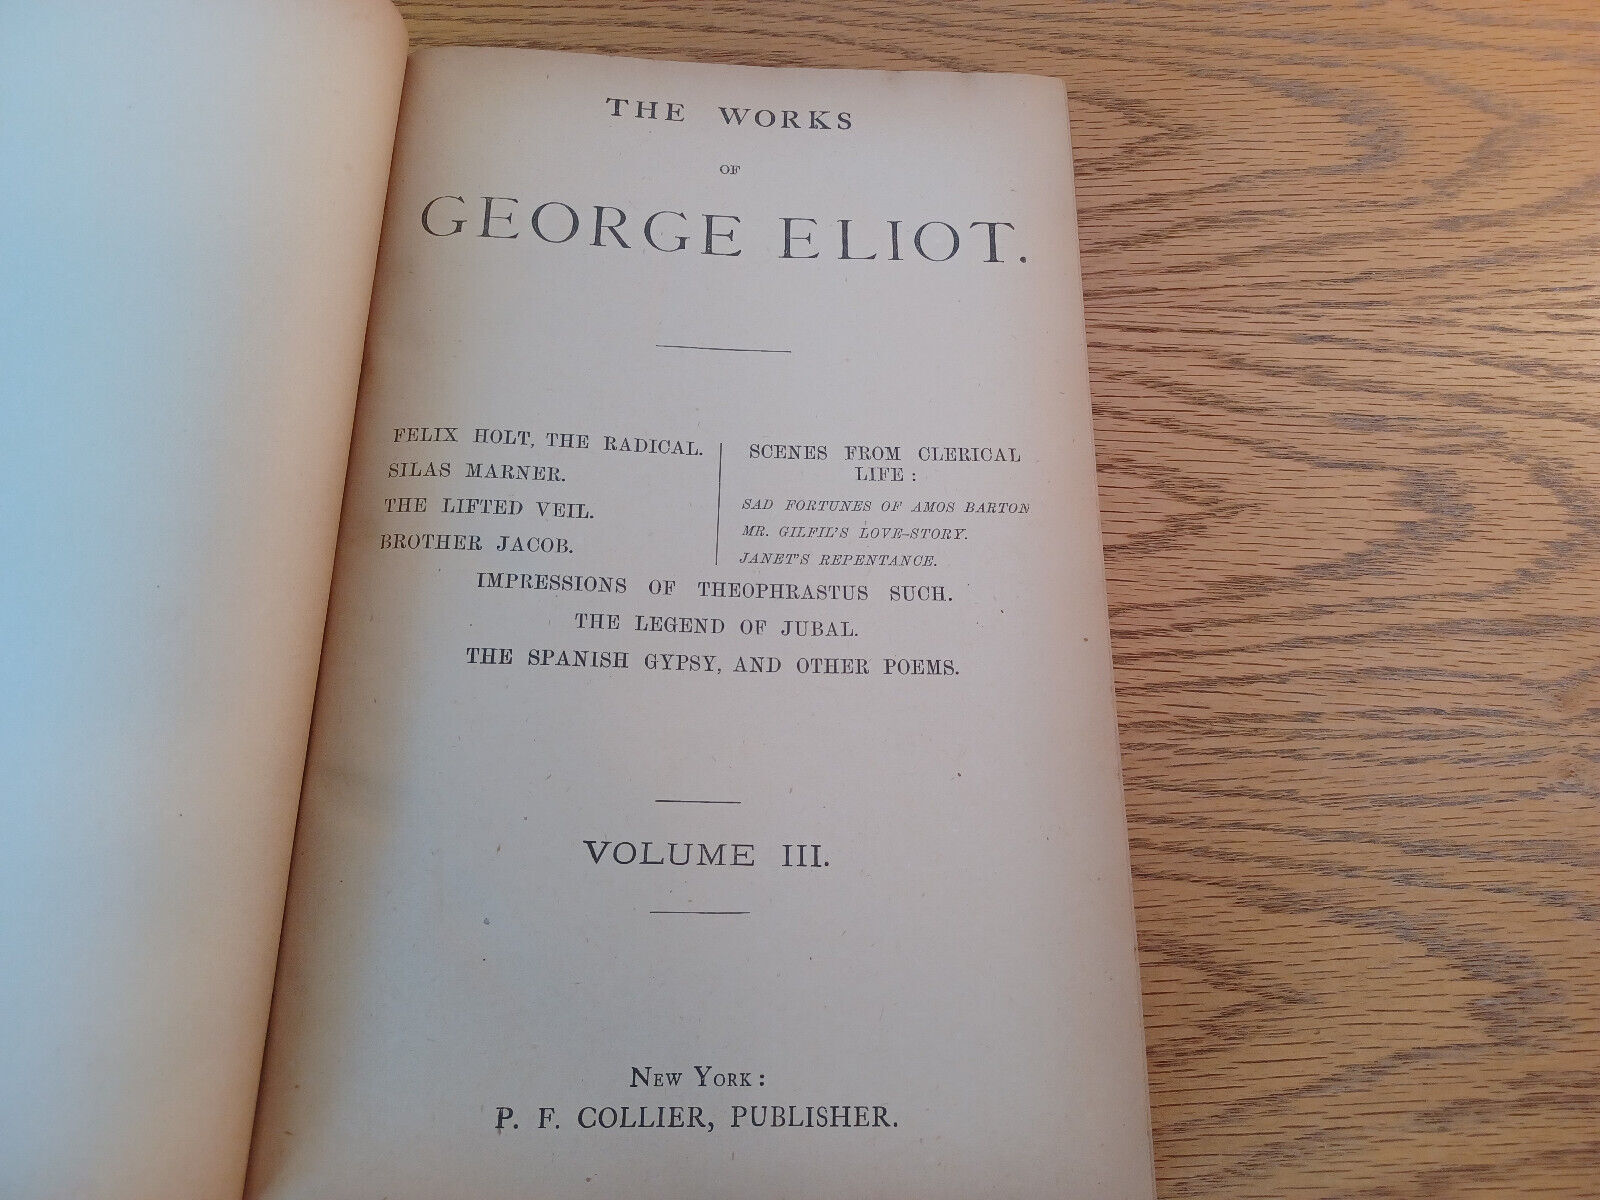 THE WORKS
OF
GEORGE ELIOT.
FELIX HOLT, THE RADICAL.
SILAS MARNER.
THE LIFTED VEIL.
BROTHER JACOB.
SCENES FROM CLERICAL
LIFE :
SAD FORTUNES OF AMOS BARTON
MR. GILFIL'S LOVE-STORY.
JANET'S REPENTANCE.
IMPRESSIONS OF THEOPHRASTUS SUCH.
THE LEGEND OF JUBAL.
THE SPANISH GYPSY, AND OTHER POEMS.
VOLUME III.
NEW YORK :
P. F. COLLIER, PUBLISHER.